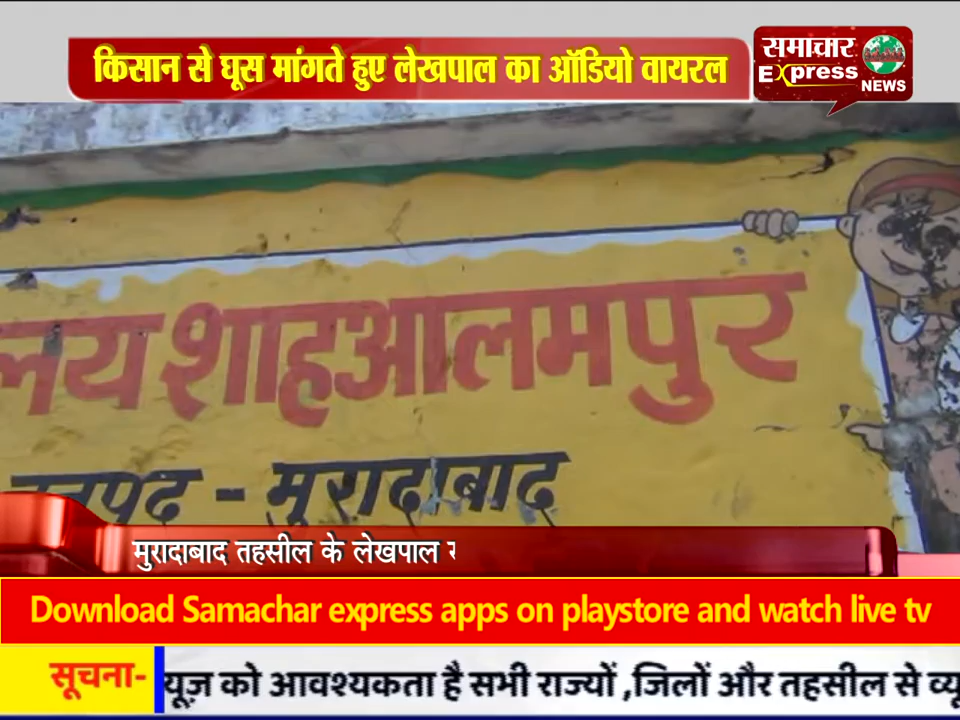 किसान से घूस मांगते हुए लेखपाल का ऑडियो वायरल
समाचार
Express
NEWS
लय शाहआलमपुर
जनपद - मुरादाबाद
मुरादाबाद तहसील के लेखपाल
Download Samachar express apps on playstore and watch live tv
सूचना- यूज़ को आवश्यकता है सभी राज्यों ,जिलों और तहसील से ब्यू